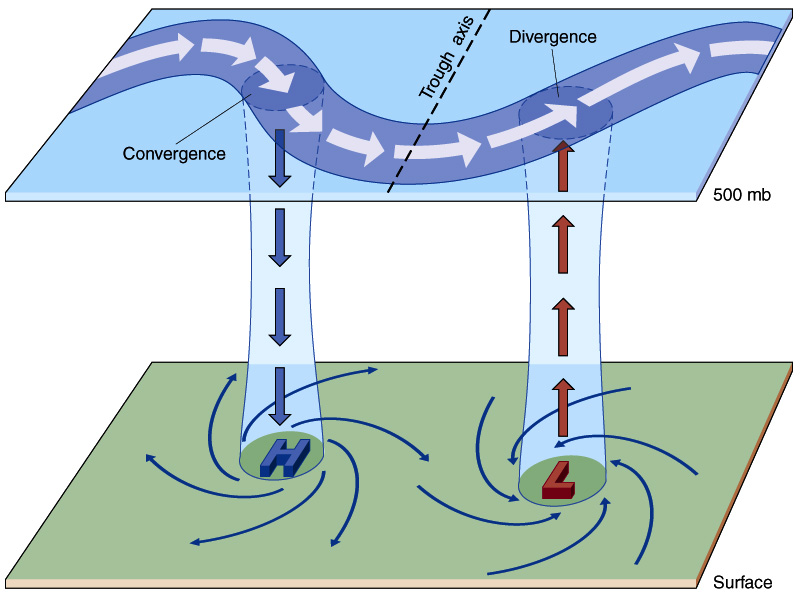 Trough axis
Divergence
Convergence
500 mb
H
L
Surface